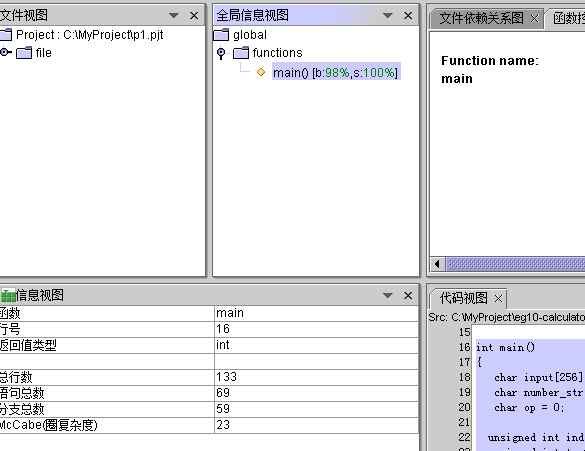 文件视图
Project : C:\MyProject\p1.pjt
file
全局信息视图
global
functions
main() [b:98%,s:100%]
文件依赖关系图
Function name:
main
信息视图
函数 main
行号 16
返回值类型 int
总行数 133
语句总数 69
分支总数 59
McCabe(圈复杂度) 23
代码视图
Src: C:\MyProject\eg10-calculato
15
16 int main()
17 {
18 char input[256]
19 char number_str
20 char op = 0;
21
22 unsigned int ind